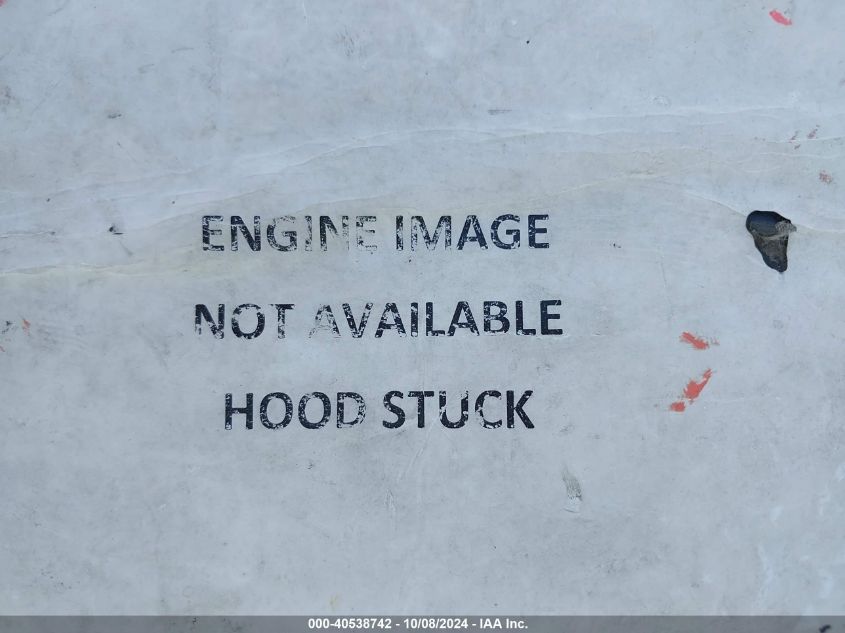 ENGINE IMAGE
NOT AVAILABLE
HOOD STUCK
000-40538742 - 10/08/2024 - IAA Inc.